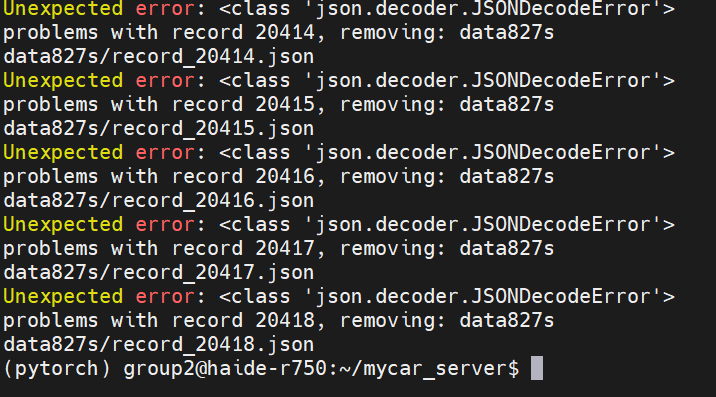 Unexpected error: <class 'json.decoder.JSONDecodeError'>
problems with record 20414, removing: data827s
data827s/record_20414.json
Unexpected error: <class 'json.decoder.JSONDecodeError'>
problems with record 20415, removing: data827s
data827s/record_20415.json
Unexpected error: <class 'json.decoder.JSONDecodeError'>
problems with record 20416, removing: data827s
data827s/record_20416.json
Unexpected error: <class 'json.decoder.JSONDecodeError'>
problems with record 20417, removing: data827s
data827s/record_20417.json
Unexpected error: <class 'json.decoder.JSONDecodeError'>
problems with record 20418, removing: data827s
data827s/record_20418.json
(pytorch) group2@haide-r750:~/mycar_server$